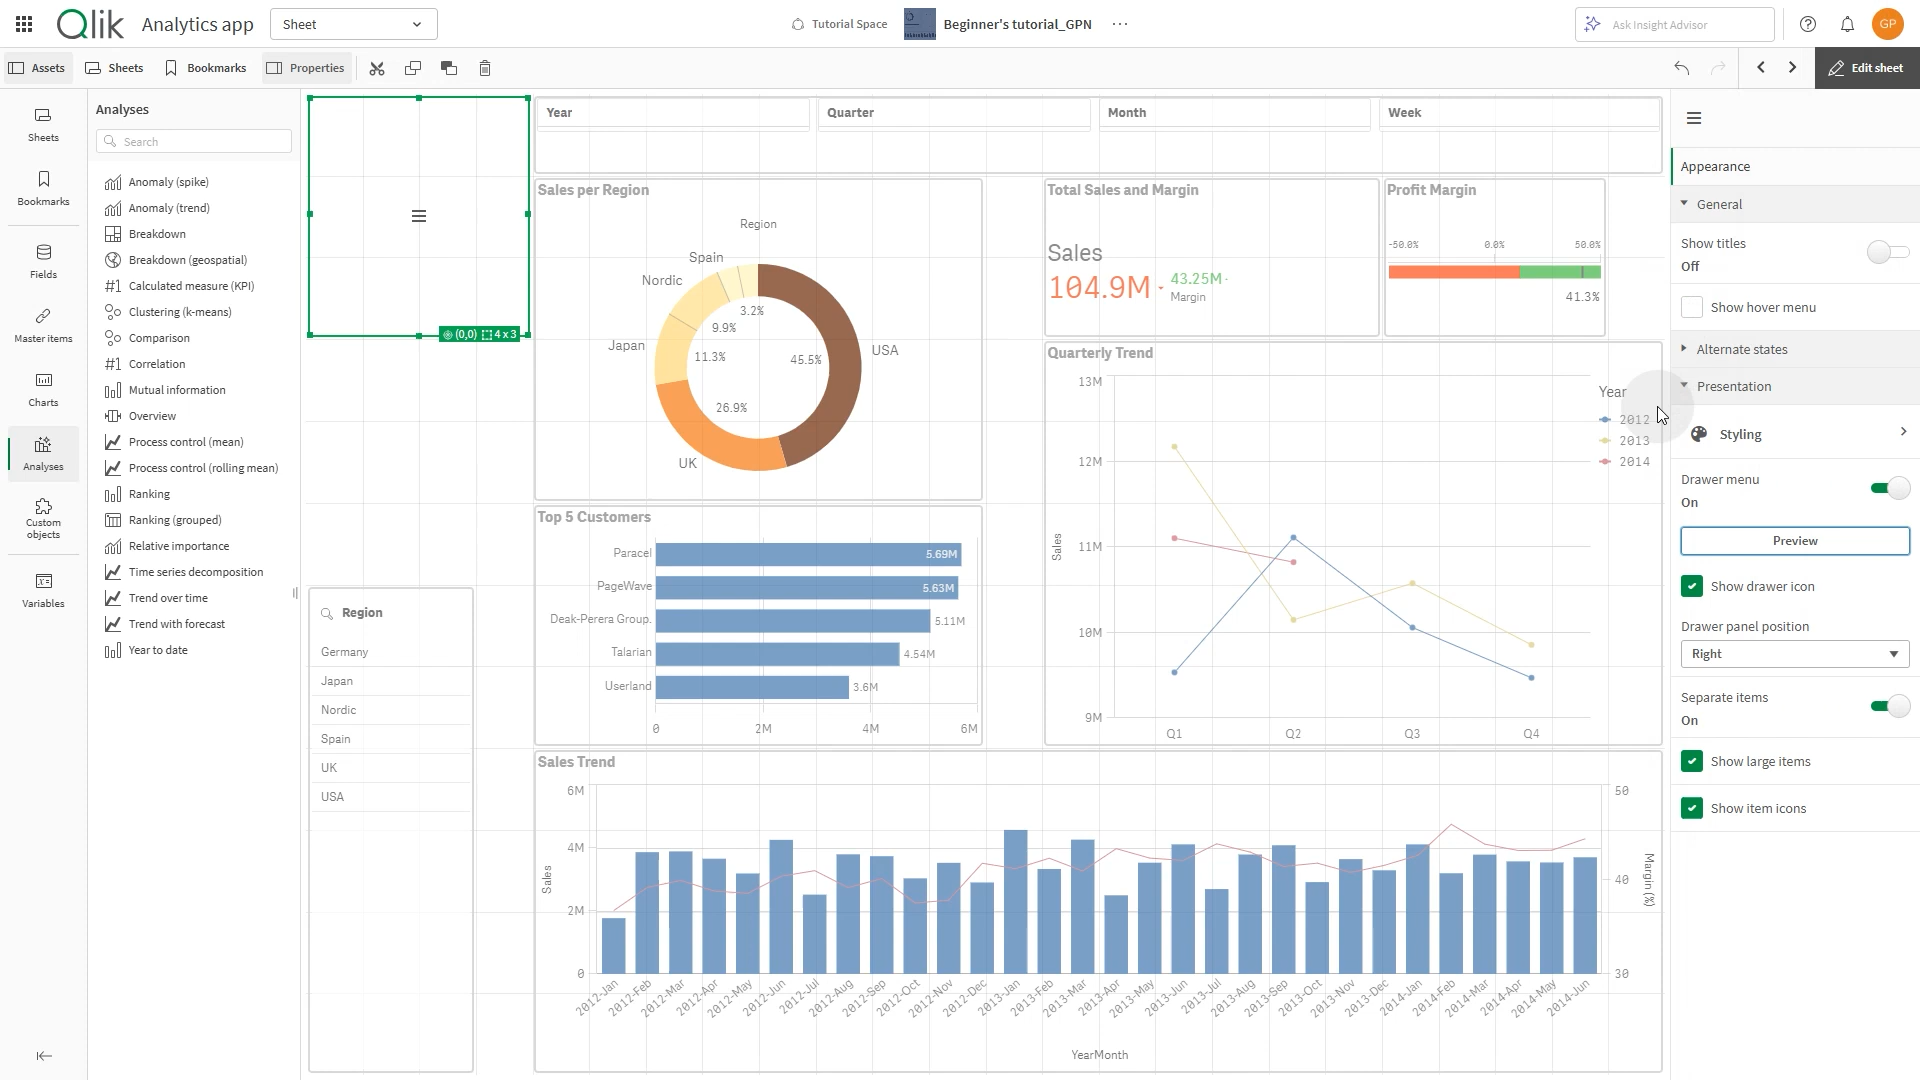 Qlik
Analytics app
Sheet
Tutorial Space
Beginner's tutorial_GPN
Ask Insight Advisor
GP
Assets
Sheets
Bookmarks
Properties
Edit sheet
Sheets
Bookmarks
Fields
Master items
Charts
Analyses
Custom
objects
Variables
Analyses
Search
Anomaly (spike)
Anomaly (trend)
Breakdown
Breakdown (geospatial)
#1 Calculated measure (KPI)
Clustering (k-means)
Comparison
#1 Correlation
Mutual information
Overview
Process control (mean)
Process control (rolling mean)
Ranking
Ranking (grouped)
Relative importance
Time series decomposition
Trend over time
Trend with forecast
Year to date
(0,0) 4 x 3
Region
Germany
Japan
Nordic
Spain
UK
USA
Year
Quarter
Month
Week
Sales per Region
Region
Spain
Nordic
Japan
UK
USA
3.2%
9.9%
11.3%
45.5%
26.9%
Total Sales and Margin
Sales
104.9M
43.25M
Margin
Profit Margin
-50.0%
0.0%
50.0%
41.3%
Top 5 Customers
Paracel
5.69M
PageWave
5.63M
Deak-Perera Group.
5.11M
Talarian
4.54M
Userland
3.6M
0
2M
4M
6M
Quarterly Trend
13M
12M
11M
10M
9M
Sales
Q1
Q2
Q3
Q4
Year
2012
2013
2014
Sales Trend
6M
4M
2M
0
Sales
50
40
30
Margin (%)
2012-Jan
2012-Feb
2012-Mar
2012-Apr
2012-May
2012-Jun
2012-Jul
2012-Aug
2012-Sep
2012-Oct
2012-Nov
2012-Dec
2013-Jan
2013-Feb
2013-Mar
2013-Apr
2013-May
2013-Jun
2013-Jul
2013-Aug
2013-Sep
2013-Oct
2013-Nov
2013-Dec
2014-Jan
2014-Feb
2014-Mar
2014-Apr
2014-May
2014-Jun
YearMonth
Appearance
General
Show titles
Off
Show hover menu
Alternate states
Presentation
Styling
Drawer menu
On
Preview
Show drawer icon
Drawer panel position
Right
Separate items
On
Show large items
Show item icons